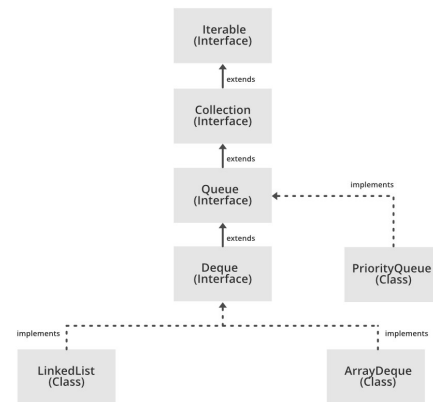 Iterable
(Interface)
extends
Collection
(Interface)
extends
Queue
(Interface)
implements
extends
Deque
(Interface)
PriorityQueue
(Class)
implements
implements
LinkedList
(Class)
ArrayDeque
(Class)